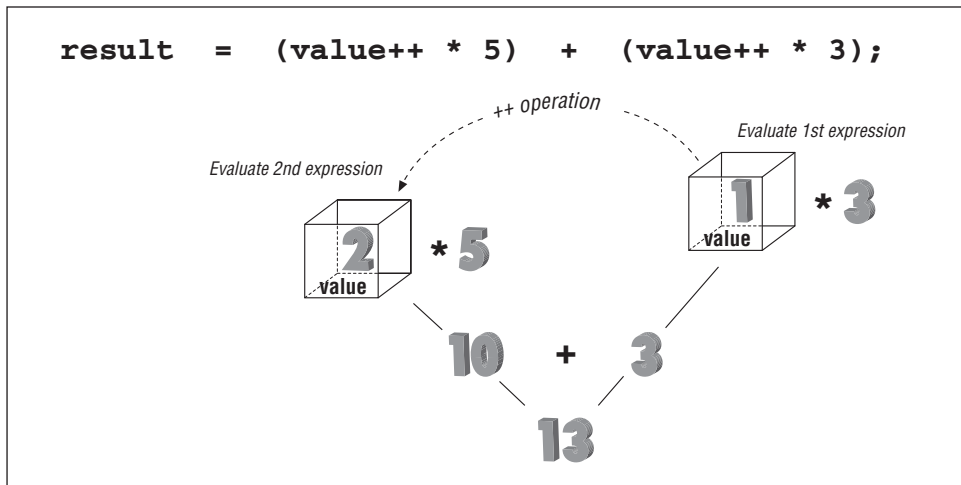 result = (value++ * 5) + (value++ * 3);
++ operation
Evaluate 1st expression
Evaluate 2nd expression
1 * 3
value
2 * 5
value
10 + 3
13